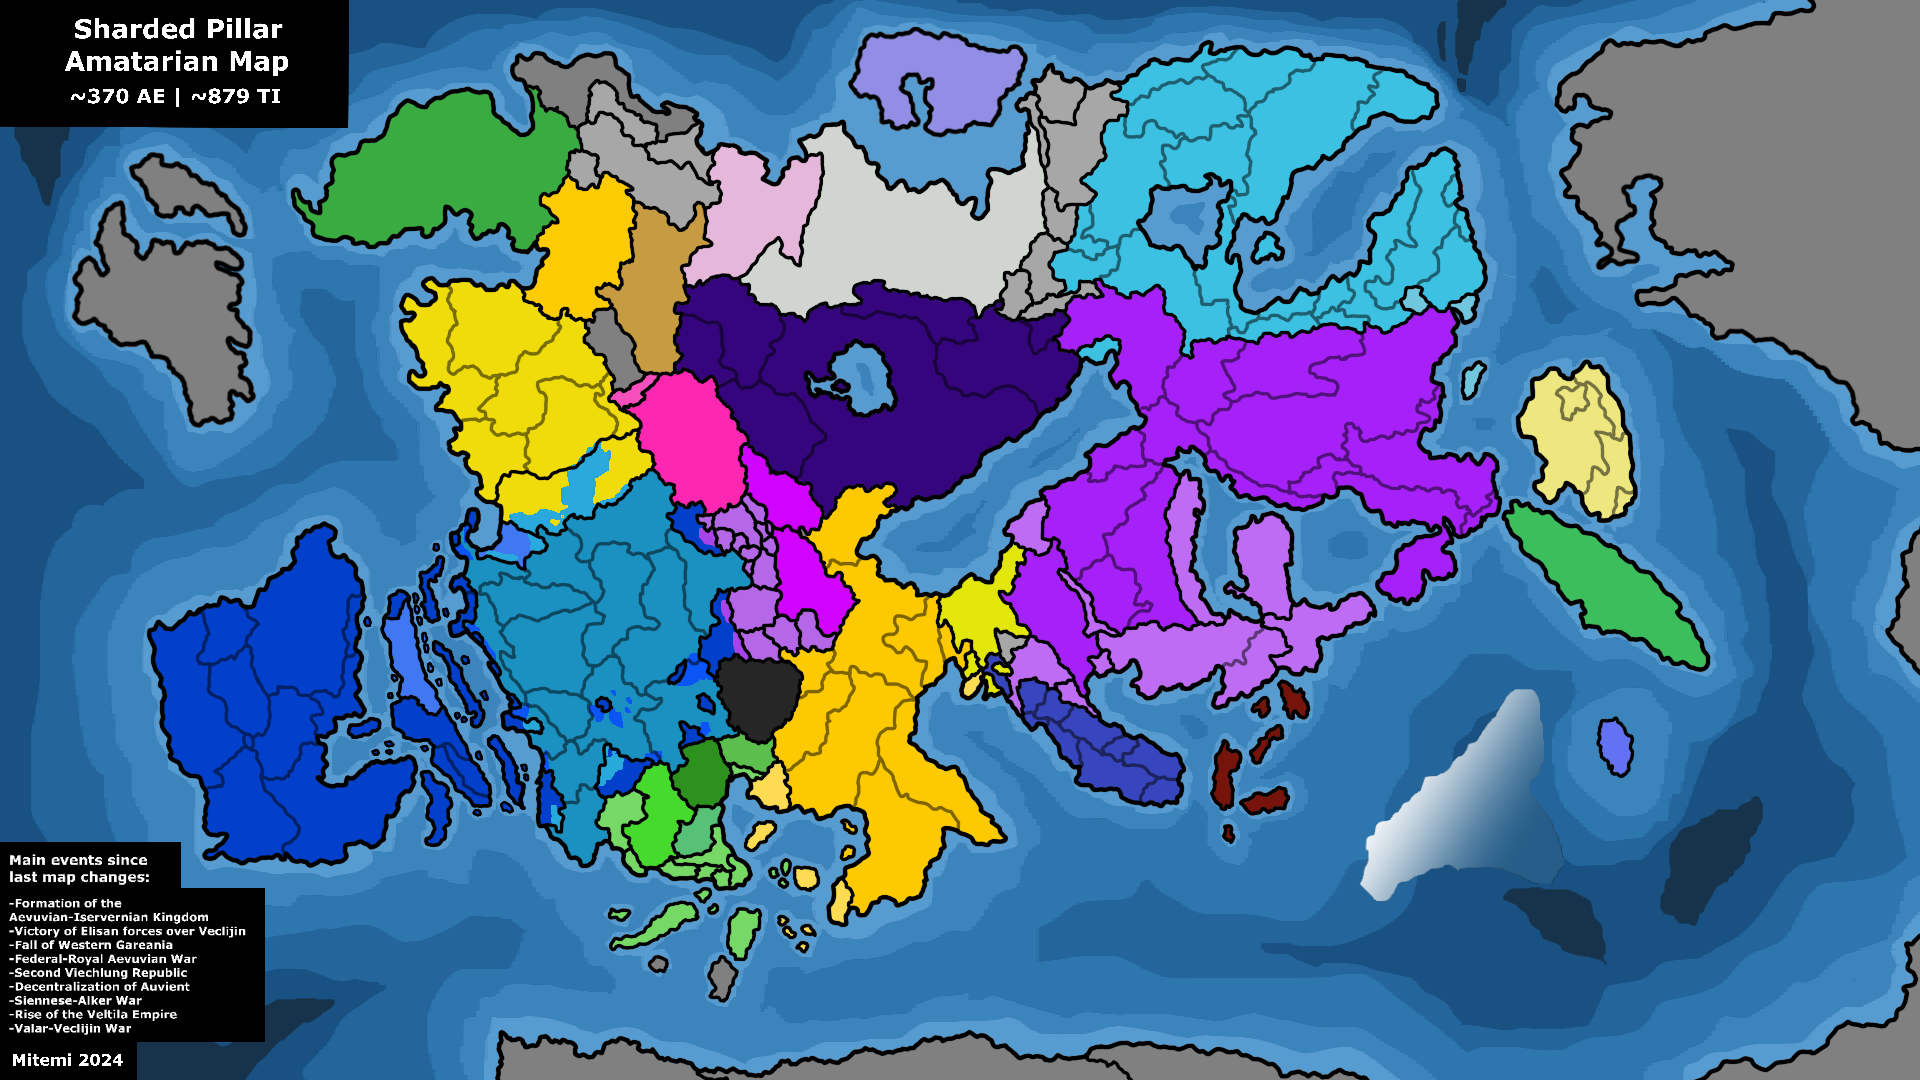 Sharded Pillar
Amatarian Map
~370 AE | ~879 TI
Main events since
last map changes:
-Formation of the
Aevuvian-Iservernian Kingdom
-Victory of Elisan forces over Veclijin
-Fall of Western Gareania
-Federal-Royal Aevuvian War
-Second Viechlung Republic
-Decentralization of Auvient
-Siennese-Alker War
-Rise of the Veltila Empire
-Valar-Veclijin War
Mitemi 2024